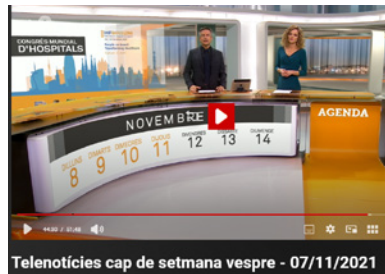 CONGRÉS MUNDIAL
D'HOSPITALS
AGENDA
NOVEMBRE
DILLUNS DIMARTS DIMECRES DIJOUS DIVENDRES DISSABTE DIUMENGE
8 9 10 11 12 13 14
Telenotícies cap de setmana vespre - 07/11/2021